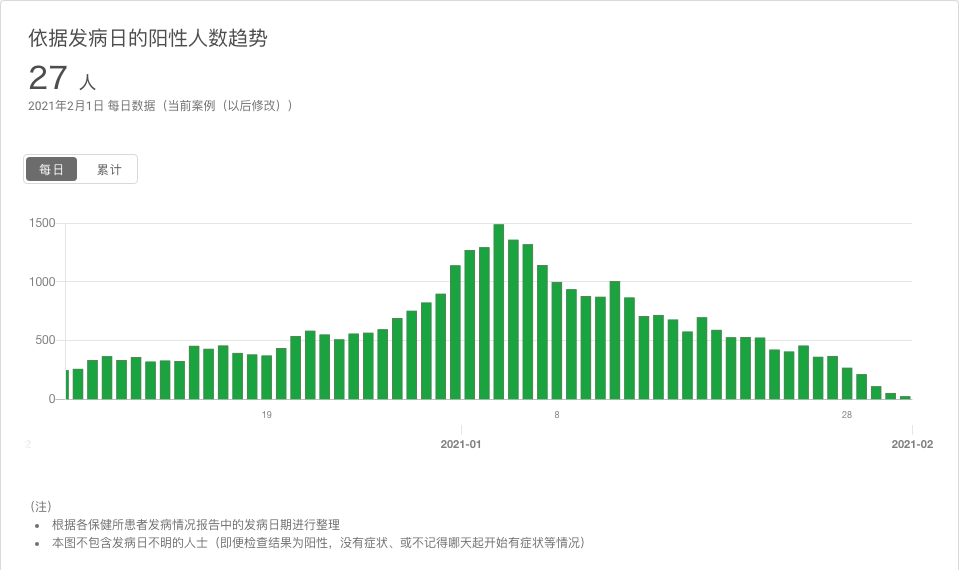 依据发病日的阳性人数趋势
27 人
2021年2月1日 每日数据（当前案例（以后修改））
每日 累计
1500
1000
500
0
19 8 28
2 2021-01 2021-02
（注）
• 根据各保健所患者发病情况报告中的发病日期进行整理
• 本图不包含发病日不明的人士（即便检查结果为阳性，没有症状、或不记得哪天起开始有症状等情况）